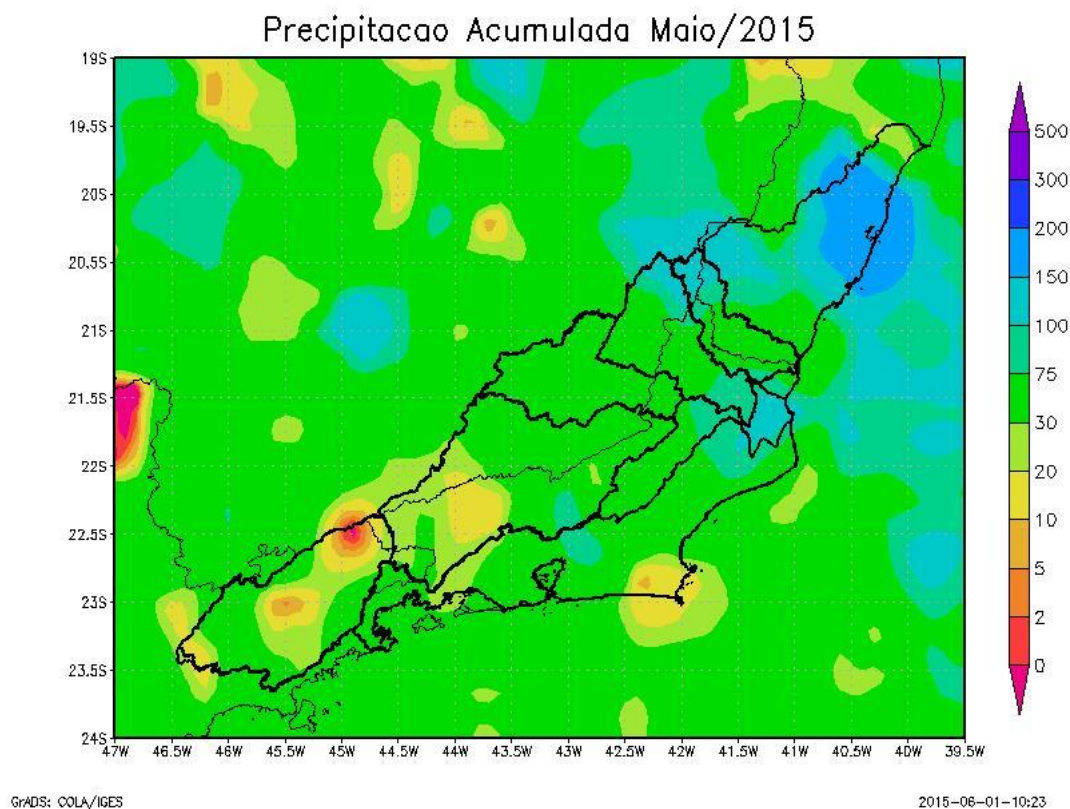 Precipitacao Acumulada Maio/2015
19S
19.5S
20S
20.5S
21S
21.5S
22S
22.5S
23S
23.5S
24S
47W 46.5W 46W 45.5W 45W 44.5W 44W 43.5W 43W 42.5W 42W 41.5W 41W 40.5W 40W 39.5W
500
300
200
150
100
75
30
20
10
5
2
0
GrADS: COLA/IGES
2015-06-01-10:23